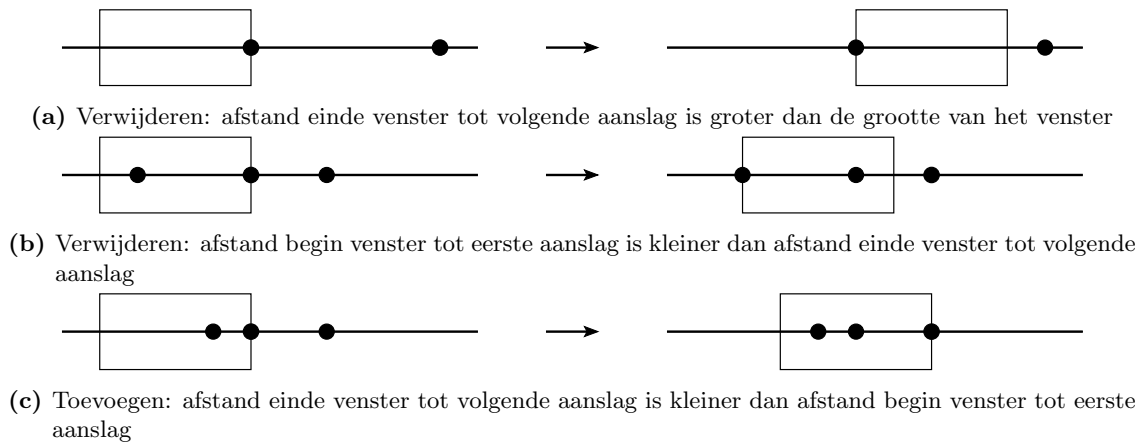 (a) Verwijderen: afstand einde venster tot volgende aanslag is groter dan de grootte van het venster
(b) Verwijderen: afstand begin venster tot eerste aanslag is kleiner dan afstand einde venster tot volgende
aanslag
(c) Toevoegen: afstand einde venster tot volgende aanslag is kleiner dan afstand begin venster tot eerste
aanslag